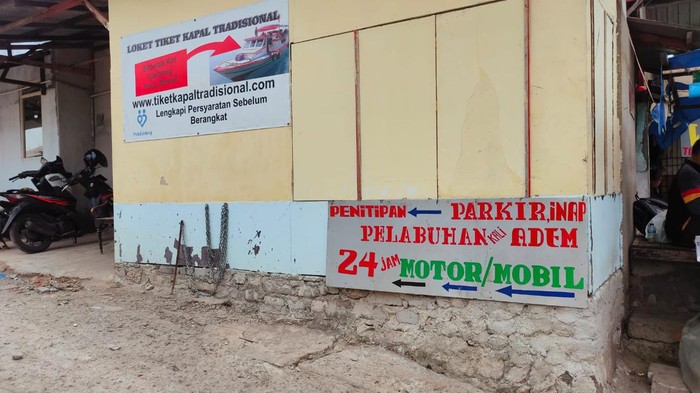 LOKET TIKET KAPAL TRADISIONAL
www.tiketkapaltradisional.com
Lengkapi Persyaratan Sebelum
Berangkat
PENITIPAN PARKIR,iNAP
PELABUHAN KALI ADEM
24 JAM MOTOR/MOBIL